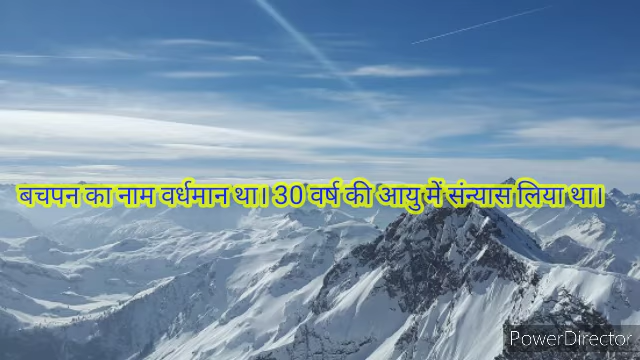 बचपन का नाम वर्धमान था। 30 वर्ष की आयु में संन्यास लिया था।
PowerDirector